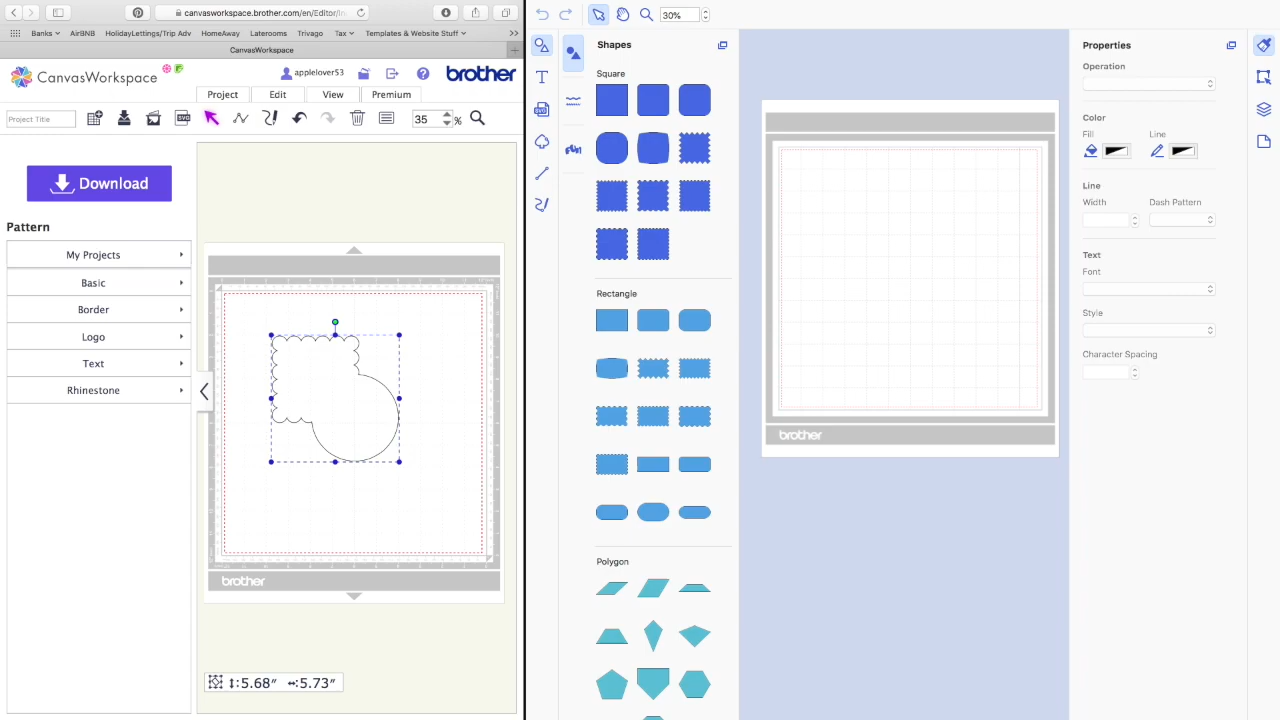 canvasworkspace.brother.com/en/Editor/in
Banks
AirBNB
HolidayLettings/Trip Adv
HomeAway
Laterooms
Trivago
Tax
Templates & Website Stuff
CanvasWorkspace
CanvasWorkspace
applelover53
brother
Project
Edit
View
Premium
Project Title
SVG
35
%
Download
Pattern
My Projects
Basic
Border
Logo
Text
Rhinestone
brother
5.68"
5.73"
30%
Shapes
Square
Rectangle
Polygon
brother
Properties
Operation
Color
Fill
Line
Line
Width
Dash Pattern
Text
Font
Style
Character Spacing